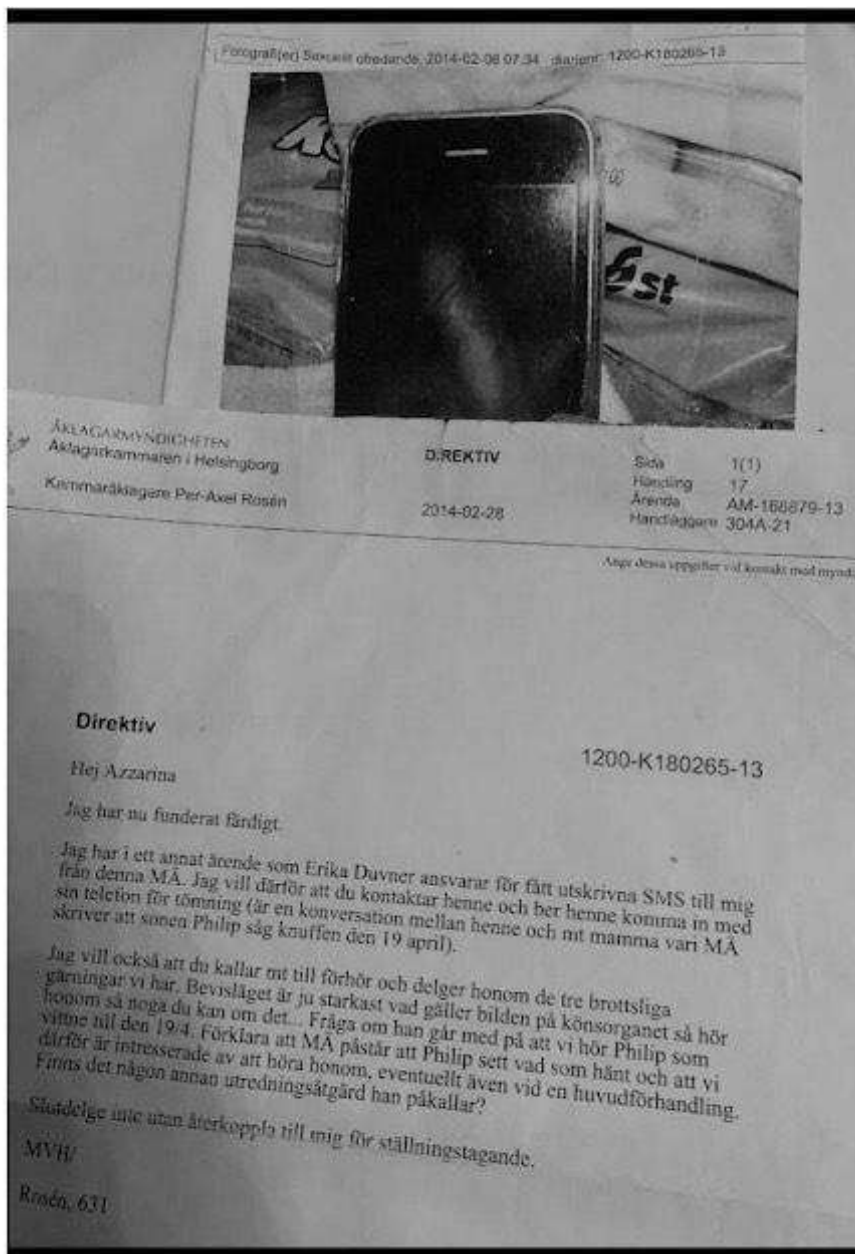 Fotografi(er) Sexuellt ofredande, 2014-02-06 07:34 diarienr: 1200-K180265-13
öst
ÅKLAGARMYNDIGHETEN
Åklagarkammaren i Helsingborg
Kammaråklagare Per-Axel Rosén
DIREKTIV
2014-02-28
Sida 1(1)
Handling 17
Ärende AM-166879-13
Handläggare 304A-21
Ange dessa uppgifter vid kontakt med
Direktiv
1200-K180265-13
Hej Azzarina
Jag har nu funderat färdigt.
Jag har i ett annat ärende som Erika Duvner ansvarar för fått utskrivna SMS till mig
från denna MÅ. Jag vill därför att du kontaktar henne och ber henne komma in med
sin telefon för tömning (är en konversation mellan henne och mt mamma vari MÅ
skriver att sonen Philip såg knuffen den 19 april).
Jag vill också att du kallar mt till förhör och delger honom de tre brottsliga
gärningar vi har. Bevisläget är ju starkast vad gäller bilden på könsorganet så hör
honom så noga du kan om det... Fråga om han går med på att vi hör Philip som
vittne till den 19/4. Förklara att MÅ påstår att Philip sett vad som hänt och att vi
därför är intresserade av att höra honom, eventuellt även vid en huvudförhandling.
Finns det någon annan utredningsåtgärd han påkallar?
Slutdelge inte utan återkoppla till mig för ställningstagande.
MVH/
Rosén, 631